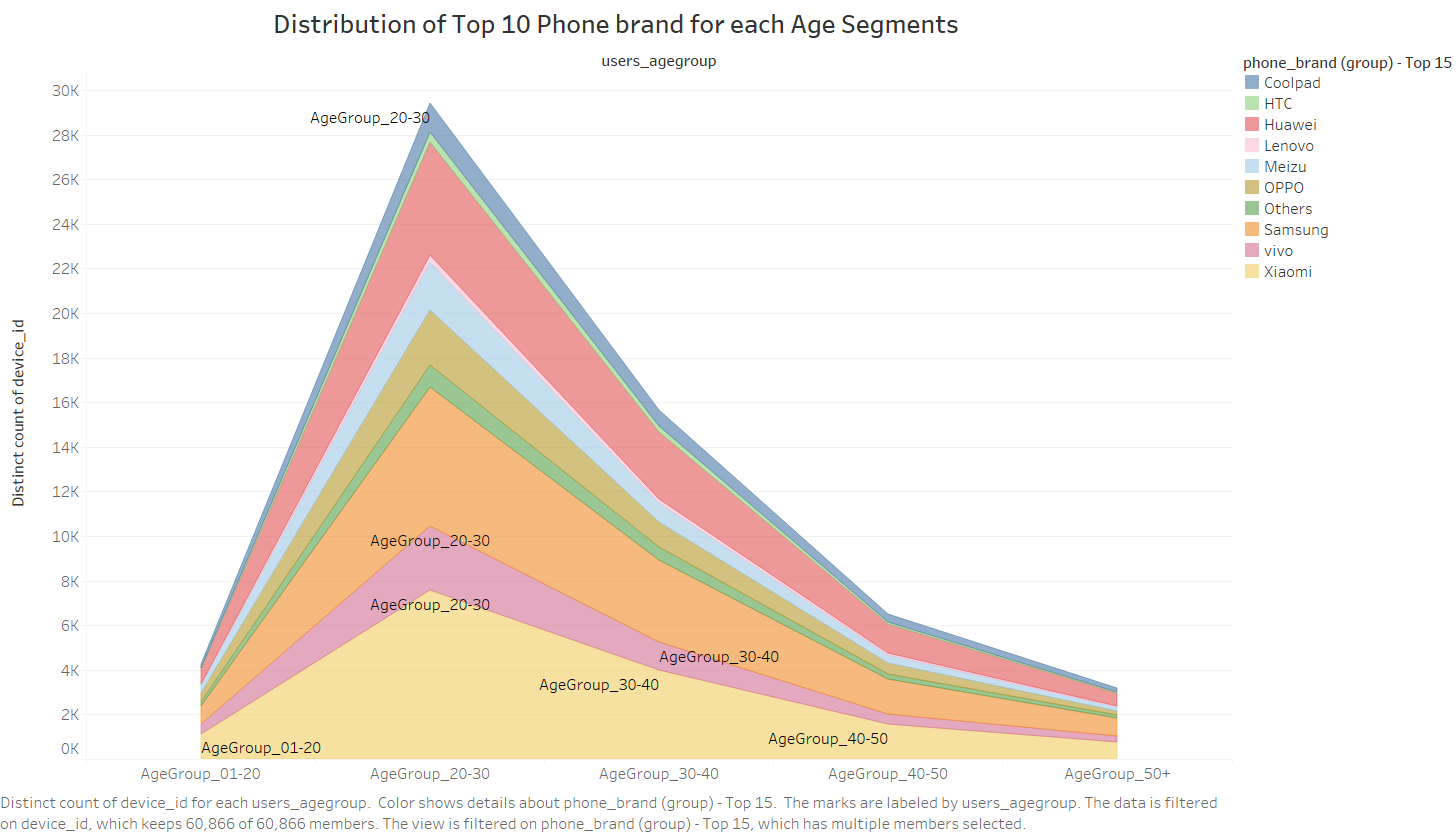 Distribution of Top 10 Phone brand for each Age Segments
users_agegroup
phone_brand (group) - Top 15
Coolpad
HTC
Huawei
Lenovo
Meizu
OPPO
Others
Samsung
vivo
Xiaomi
Distinct count of device_id
30K
28K
26K
24K
22K
20K
18K
16K
14K
12K
10K
8K
6K
4K
2K
0K
AgeGroup_20-30
AgeGroup_20-30
AgeGroup_20-30
AgeGroup_30-40
AgeGroup_30-40
AgeGroup_40-50
AgeGroup_01-20
AgeGroup_01-20
AgeGroup_20-30
AgeGroup_30-40
AgeGroup_40-50
AgeGroup_50+
Distinct count of device_id for each users_agegroup. Color shows details about phone_brand (group) - Top 15. The marks are labeled by users_agegroup. The data is filtered
on device_id, which keeps 60,866 of 60,866 members. The view is filtered on phone_brand (group) - Top 15, which has multiple members selected.